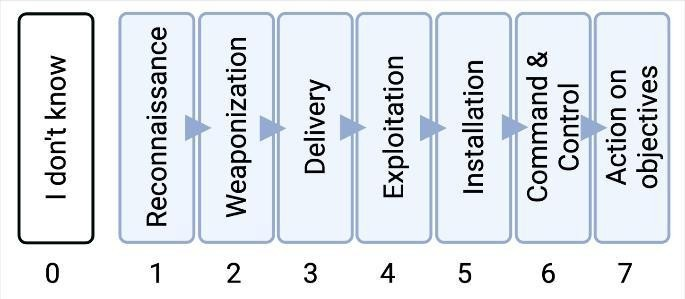 I don't know
Reconnaissance
Weaponization
Delivery
Exploitation
Installation
Command &
Control
Action on
objectives
0
1
2
3
4
5
6
7